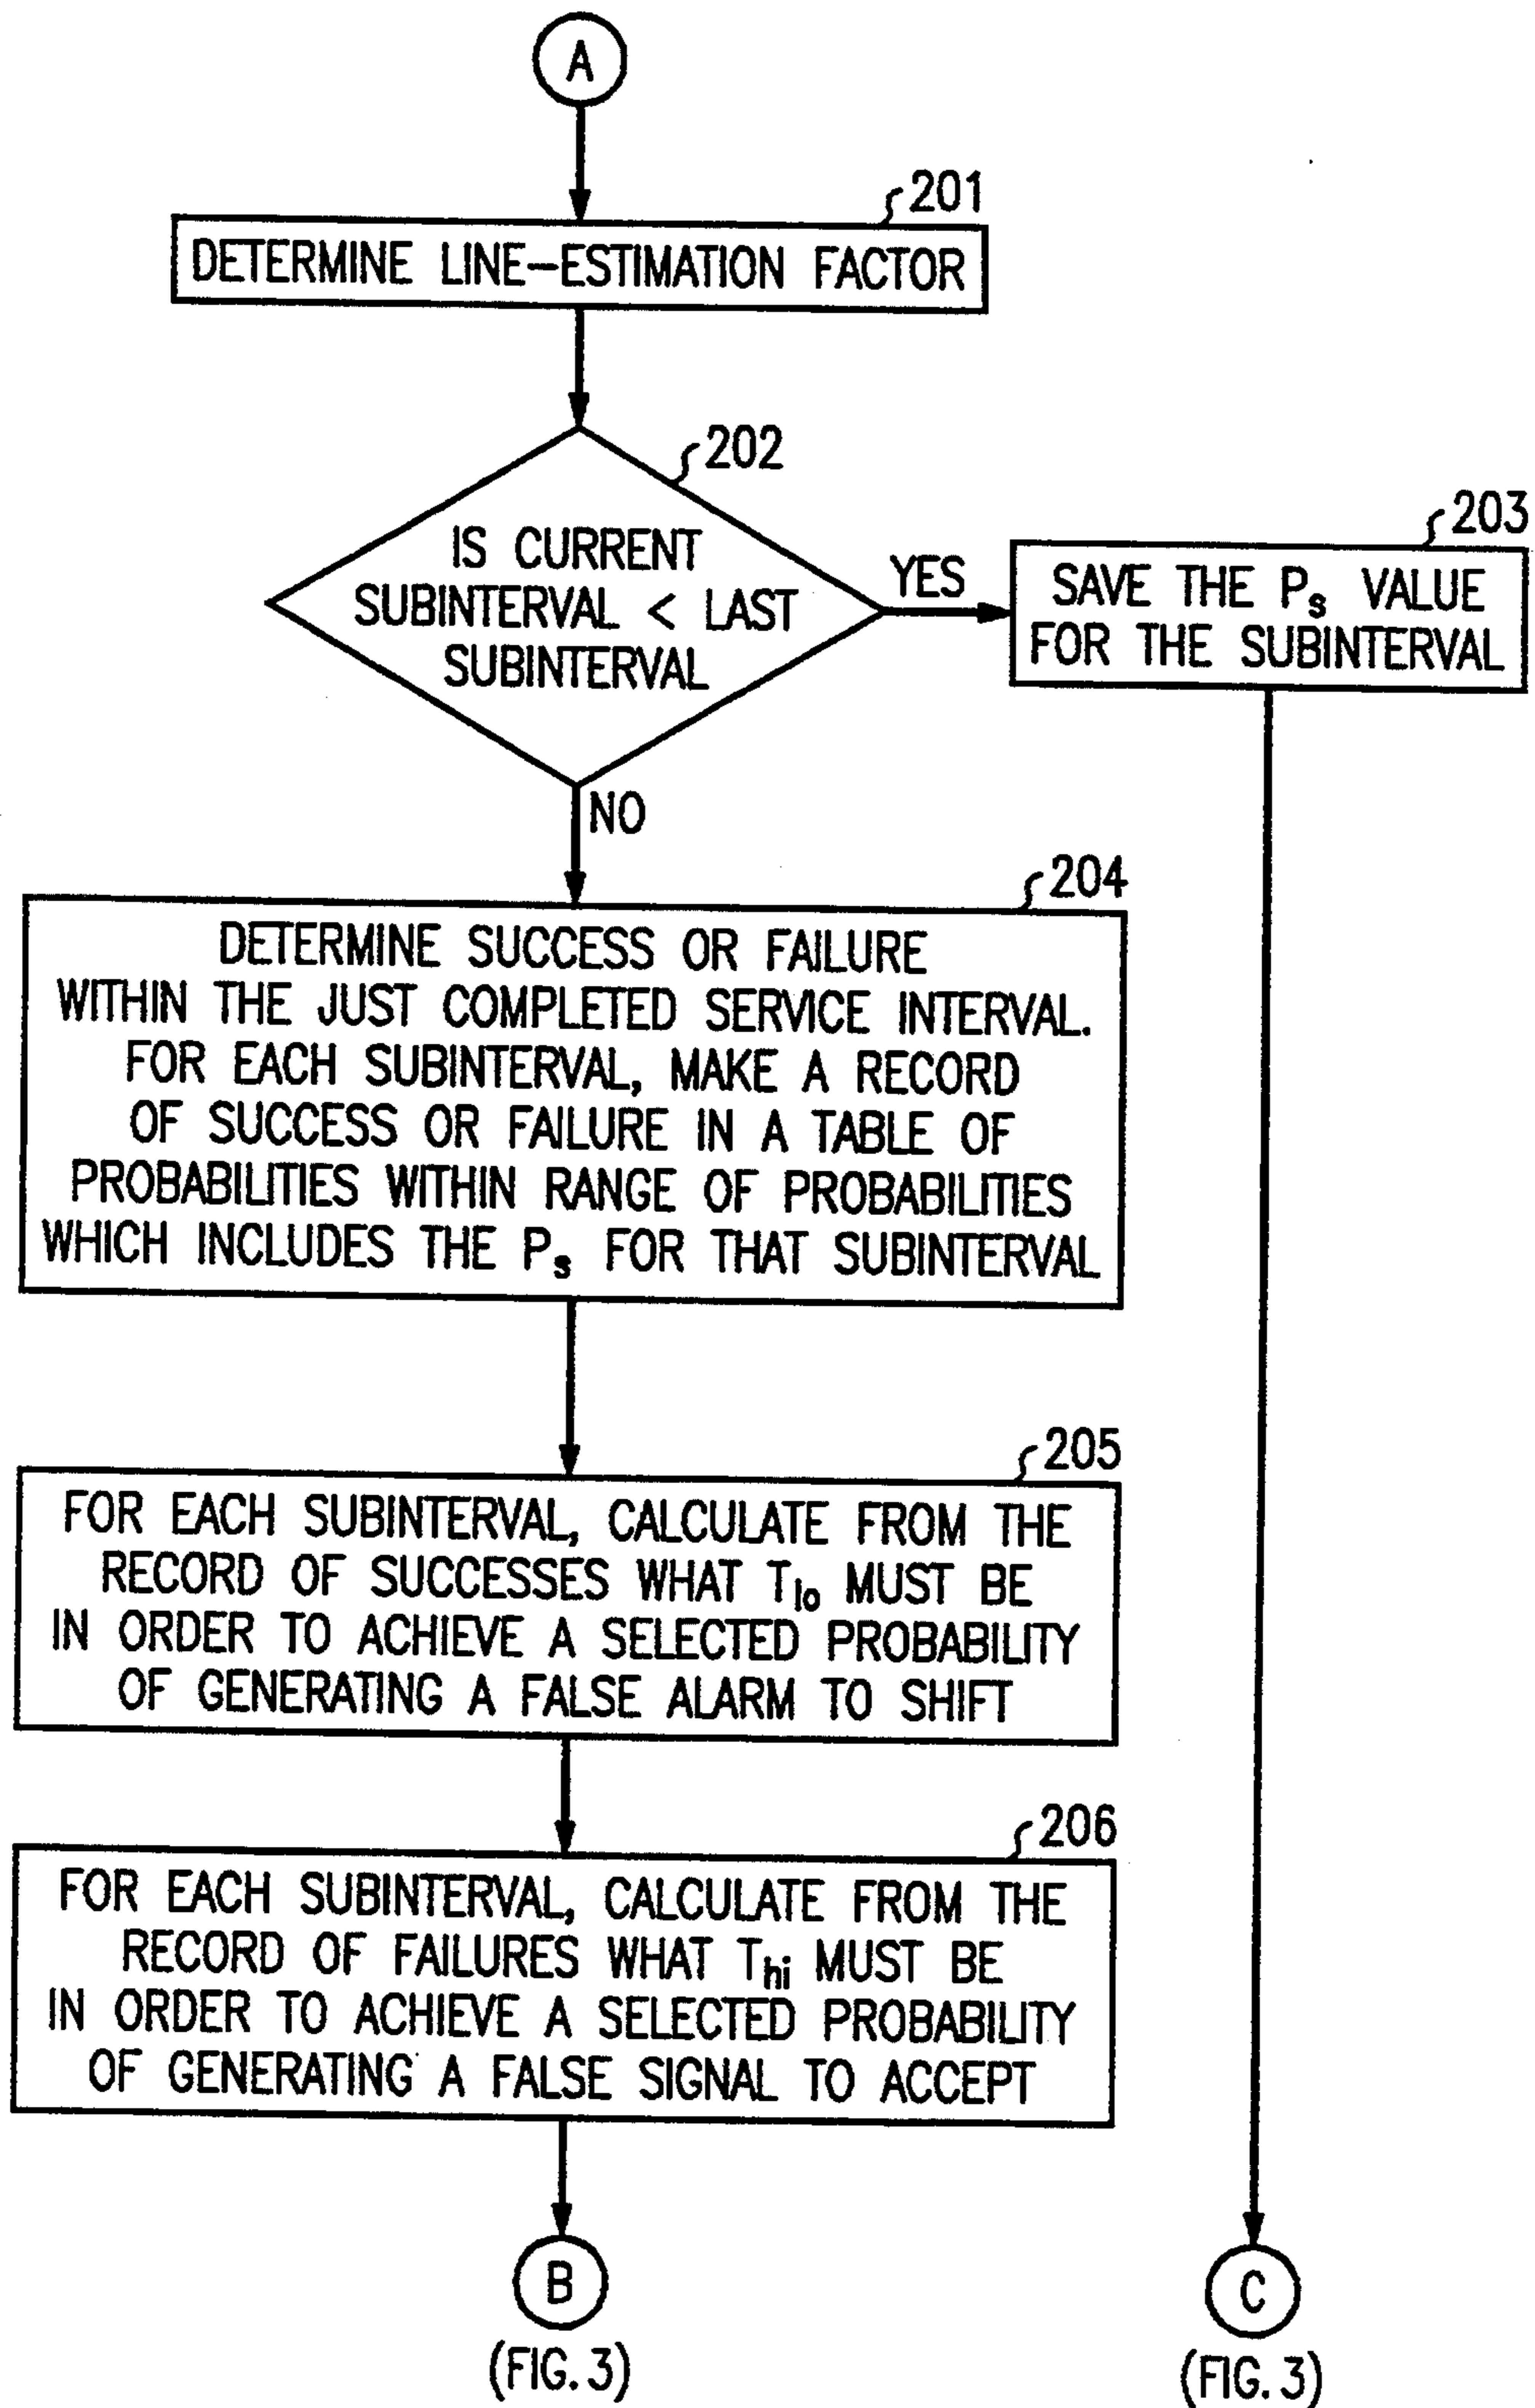 A
201
DETERMINE LINE-ESTIMATION FACTOR
202
IS CURRENT
SUBINTERVAL < LAST
SUBINTERVAL
YES
203
SAVE THE Ps VALUE
FOR THE SUBINTERVAL
NO
204
DETERMINE SUCCESS OR FAILURE
WITHIN THE JUST COMPLETED SERVICE INTERVAL.
FOR EACH SUBINTERVAL, MAKE A RECORD
OF SUCCESS OR FAILURE IN A TABLE OF
PROBABILITIES WITHIN RANGE OF PROBABILITIES
WHICH INCLUDES THE Ps FOR THAT SUBINTERVAL
205
FOR EACH SUBINTERVAL, CALCULATE FROM THE
RECORD OF SUCCESSES WHAT Tlo MUST BE
IN ORDER TO ACHIEVE A SELECTED PROBABILITY
OF GENERATING A FALSE ALARM TO SHIFT
206
FOR EACH SUBINTERVAL, CALCULATE FROM THE
RECORD OF FAILURES WHAT Thi MUST BE
IN ORDER TO ACHIEVE A SELECTED PROBABILITY
OF GENERATING A FALSE SIGNAL TO ACCEPT
B
(FIG. 3)
C
(FIG. 3)